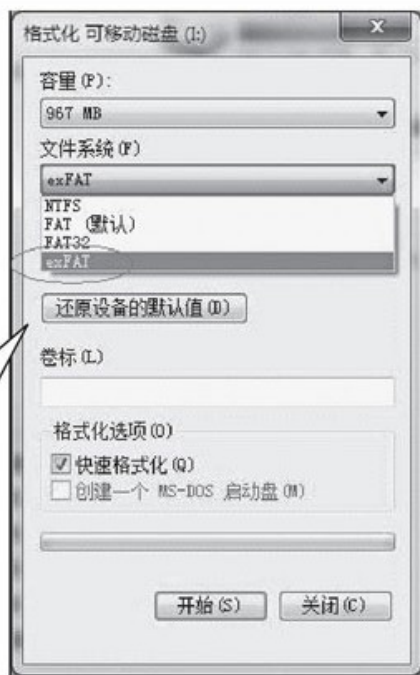 格式化 可移动磁盘 (I:)
容量(P):
967 MB
文件系统(F)
exFAT
NTFS
FAT (默认)
FAT32
exFAT
还原设备的默认值(D)
卷标(L)
格式化选项(O)
快速格式化(Q)
创建一个 MS-DOS 启动盘(M)
开始(S)
关闭(C)